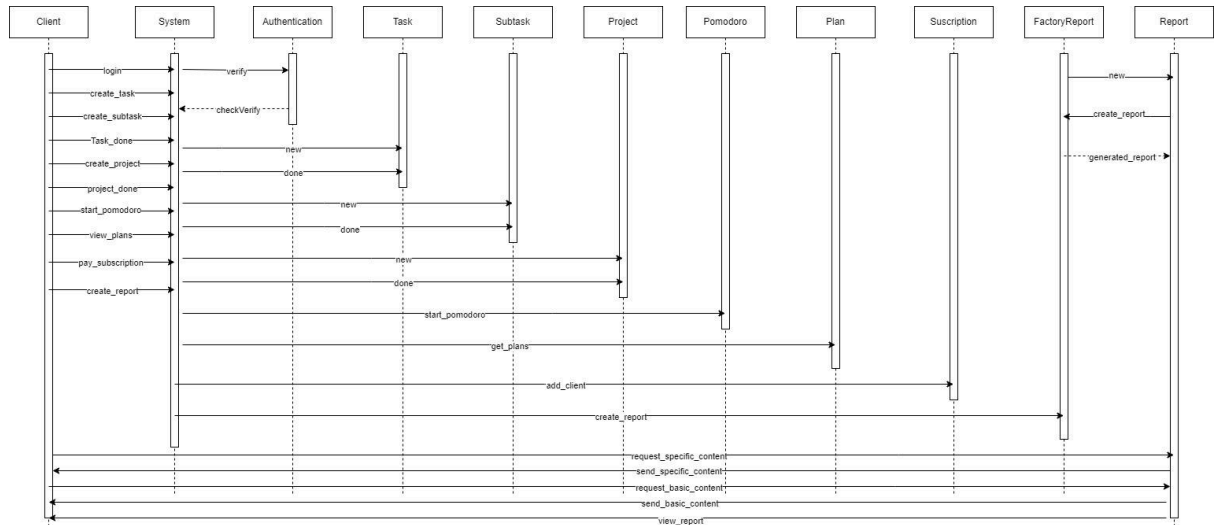 Client
System
Authentication
Task
Subtask
Project
Pomodoro
Plan
Suscription
FactoryReport
Report
login
verify
new
create_task
checkVerify
create_subtask
create_report
Task_done
new
generated_report
create_project
done
project_done
new
start_pomodoro
done
view_plans
new
pay_subscription
done
create_report
start_pomodoro
get_plans
add_client
create_report
request_specific_content
send_specific_content
request_basic_content
send_basic_content
view_report